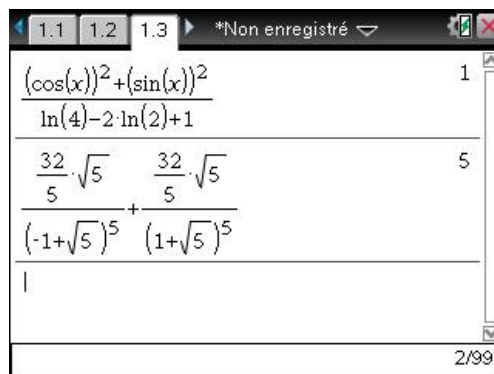 1.1 1.2 1.3 *Non enregistré
(cos(x))²+(sin(x))² 1
ln(4)−2·ln(2)+1
32/5·√5 + 32/5·√5 5
(-1+√5)⁵ (1+√5)⁵
2/99